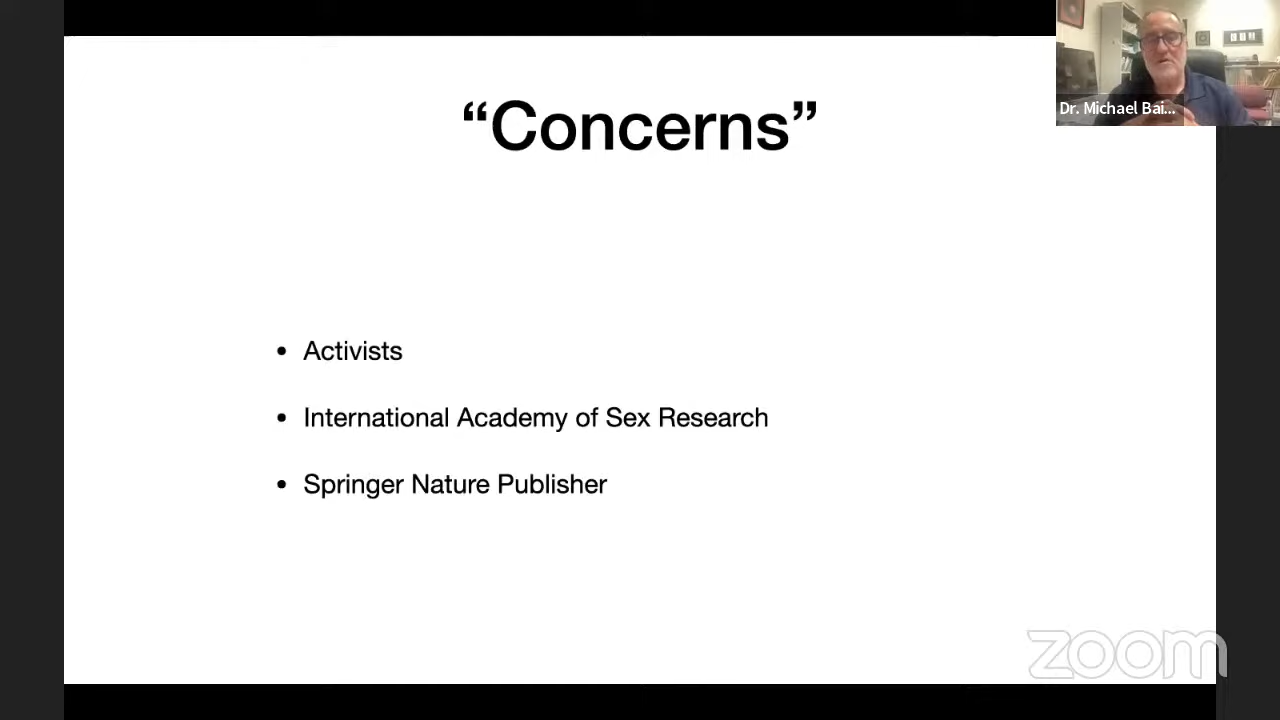 “Concerns”
Dr. Michael Bai...
• Activists
• International Academy of Sex Research
• Springer Nature Publisher
zoom